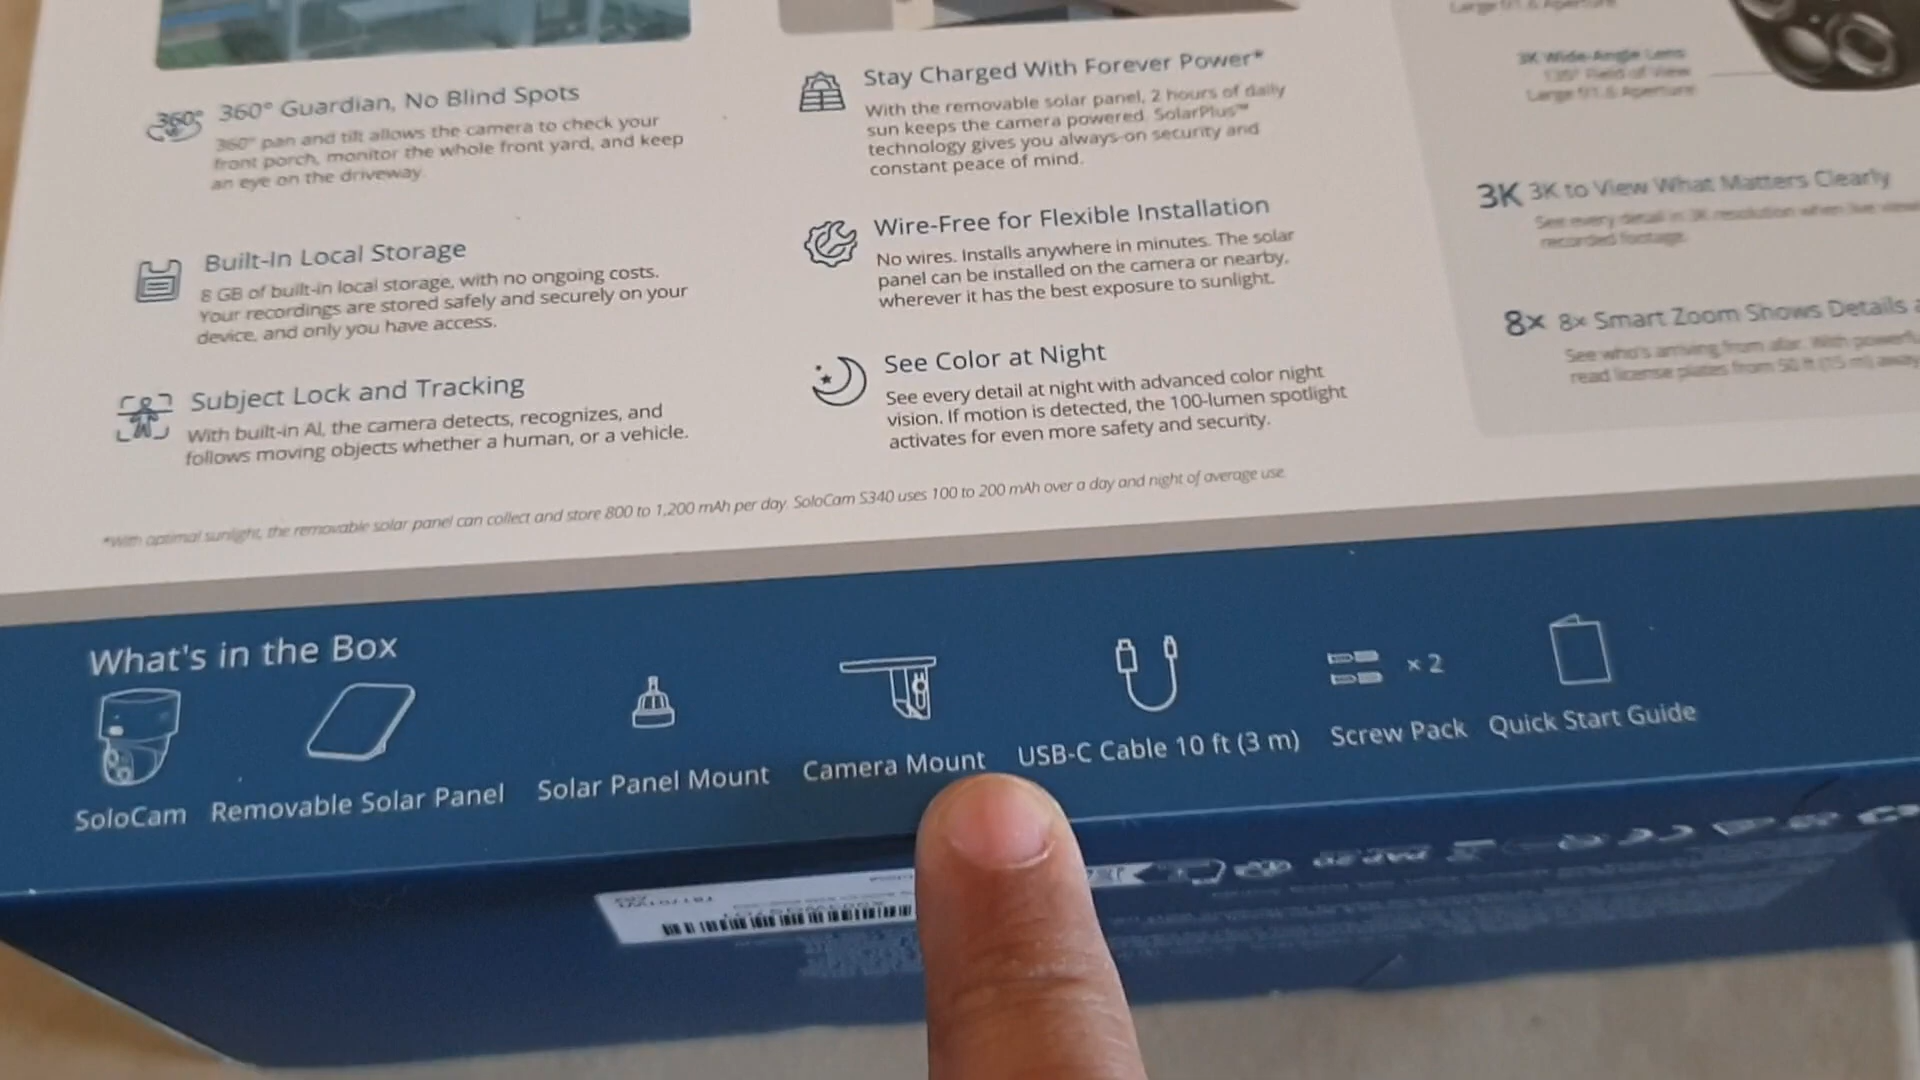 360° 360° Guardian, No Blind Spots
360° pan and tilt allows the camera to check your
front porch, monitor the whole front yard, and keep
an eye on the driveway.
Built-In Local Storage
8 GB of built-in local storage, with no ongoing costs.
Your recordings are stored safely and securely on your
device, and only you have access.
Subject Lock and Tracking
With built-in AI, the camera detects, recognizes, and
follows moving objects whether a human, or a vehicle.
Stay Charged With Forever Power*
With the removable solar panel, 2 hours of daily
sun keeps the camera powered. SolarPlus™
technology gives you always-on security and
constant peace of mind.
Wire-Free for Flexible Installation
No wires. Installs anywhere in minutes. The solar
panel can be installed on the camera or nearby,
wherever it has the best exposure to sunlight.
See Color at Night
See every detail at night with advanced color night
vision. If motion is detected, the 100-lumen spotlight
activates for even more safety and security.
Large f/1.6 Aperture
3K Wide-Angle Lens
135° Field of View
Large f/1.6 Aperture
3K 3K to View What Matters Clearly
See every detail in 3K resolution when live
recorded footage.
8× 8× Smart Zoom Shows Details
See who's arriving from afar. With
read license plates from 50 ft (15 m) away
*With optimal sunlight, the removable solar panel can collect and store 800 to 1,200 mAh per day. SoloCam S340 uses 100 to 200 mAh over a day and night of average use.
What's in the Box
× 2
SoloCam Removable Solar Panel Solar Panel Mount Camera Mount USB-C Cable 10 ft (3 m) Screw Pack Quick Start Guide